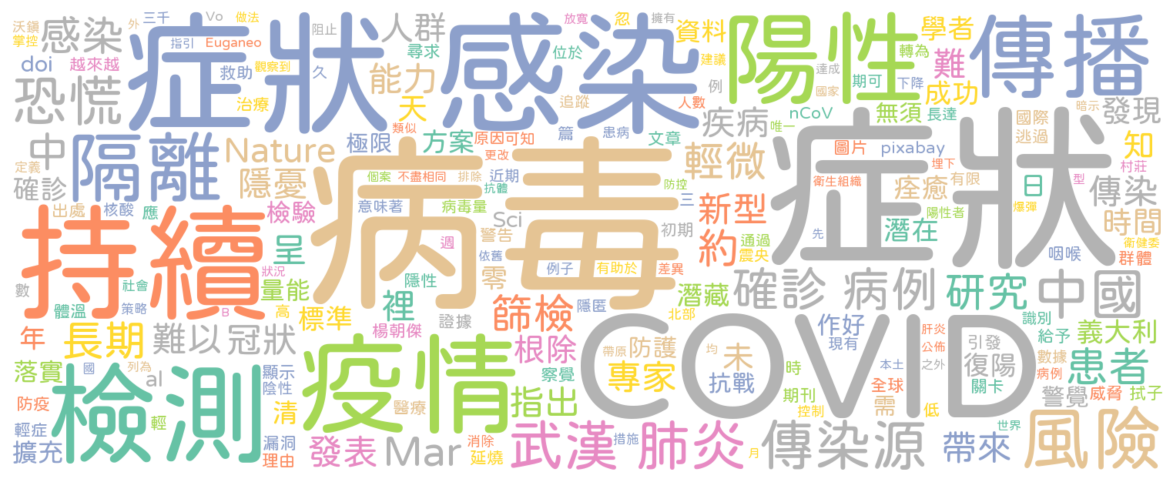 沃鎮 三千 Vo 做法 外 阻止 人群 忽 放寬 擁有 資料 學者 轉為
掌控 感染 症狀 指引 Euganeo 感染 尋求 位於 建議 陽性 難 傳播
doi 越來越 救助 觀察到 久 能力 例 達成 期可 下降 成功
恐慌 治療 天 追蹤 人數 國家 nCoV 無須 長達 國際 暗示 發現
中 隔離 Nature 極限 類似 方案 原因可知 篇 患病 文章 疾病 唯一 圖片 pixabay 逃過 知
定義 隱憂 個案 不盡相同 更改 排除 近期 防控 輕微 埋下 村莊
確診 抗體 三 衛生組織 痊癒 有限 日 型 傳染
出處 核酸 應 檢驗 意味著 病毒量 Sci 初期 新型 陽性者 爆彈 時間
持續 呈 週 依舊 警告 病毒 通過 約 先 潛在 症狀 咽喉 衛健委
數 體溫 社會 狀況 量能 隱性 零 例子 有助於 差異 震央 群體
策略 日 高 標準 裡 證據 篩檢 隱匿 潛藏 確診 病例 研究 中國
年 長期 難以 冠狀 楊朝傑 北部 作好 現有 識別 義大利
落實 國 列為 疫情 根除 帶原 防護 均 未 COVID 肝炎 公佈 引發 給予
檢測 al 顯示 陰性 察覺 專家 抗戰 時 本土 之外 復陽 數據 病例 患者
防疫 輕 清 醫療 指出 期刊 全球 關卡 警覺 威脅 拭子
輕症 漏洞 控制 需 低 世界
擴充 理由 發表 Mar 消除 延燒 武漢 措施 肺炎 月 傳染源 帶來 風險